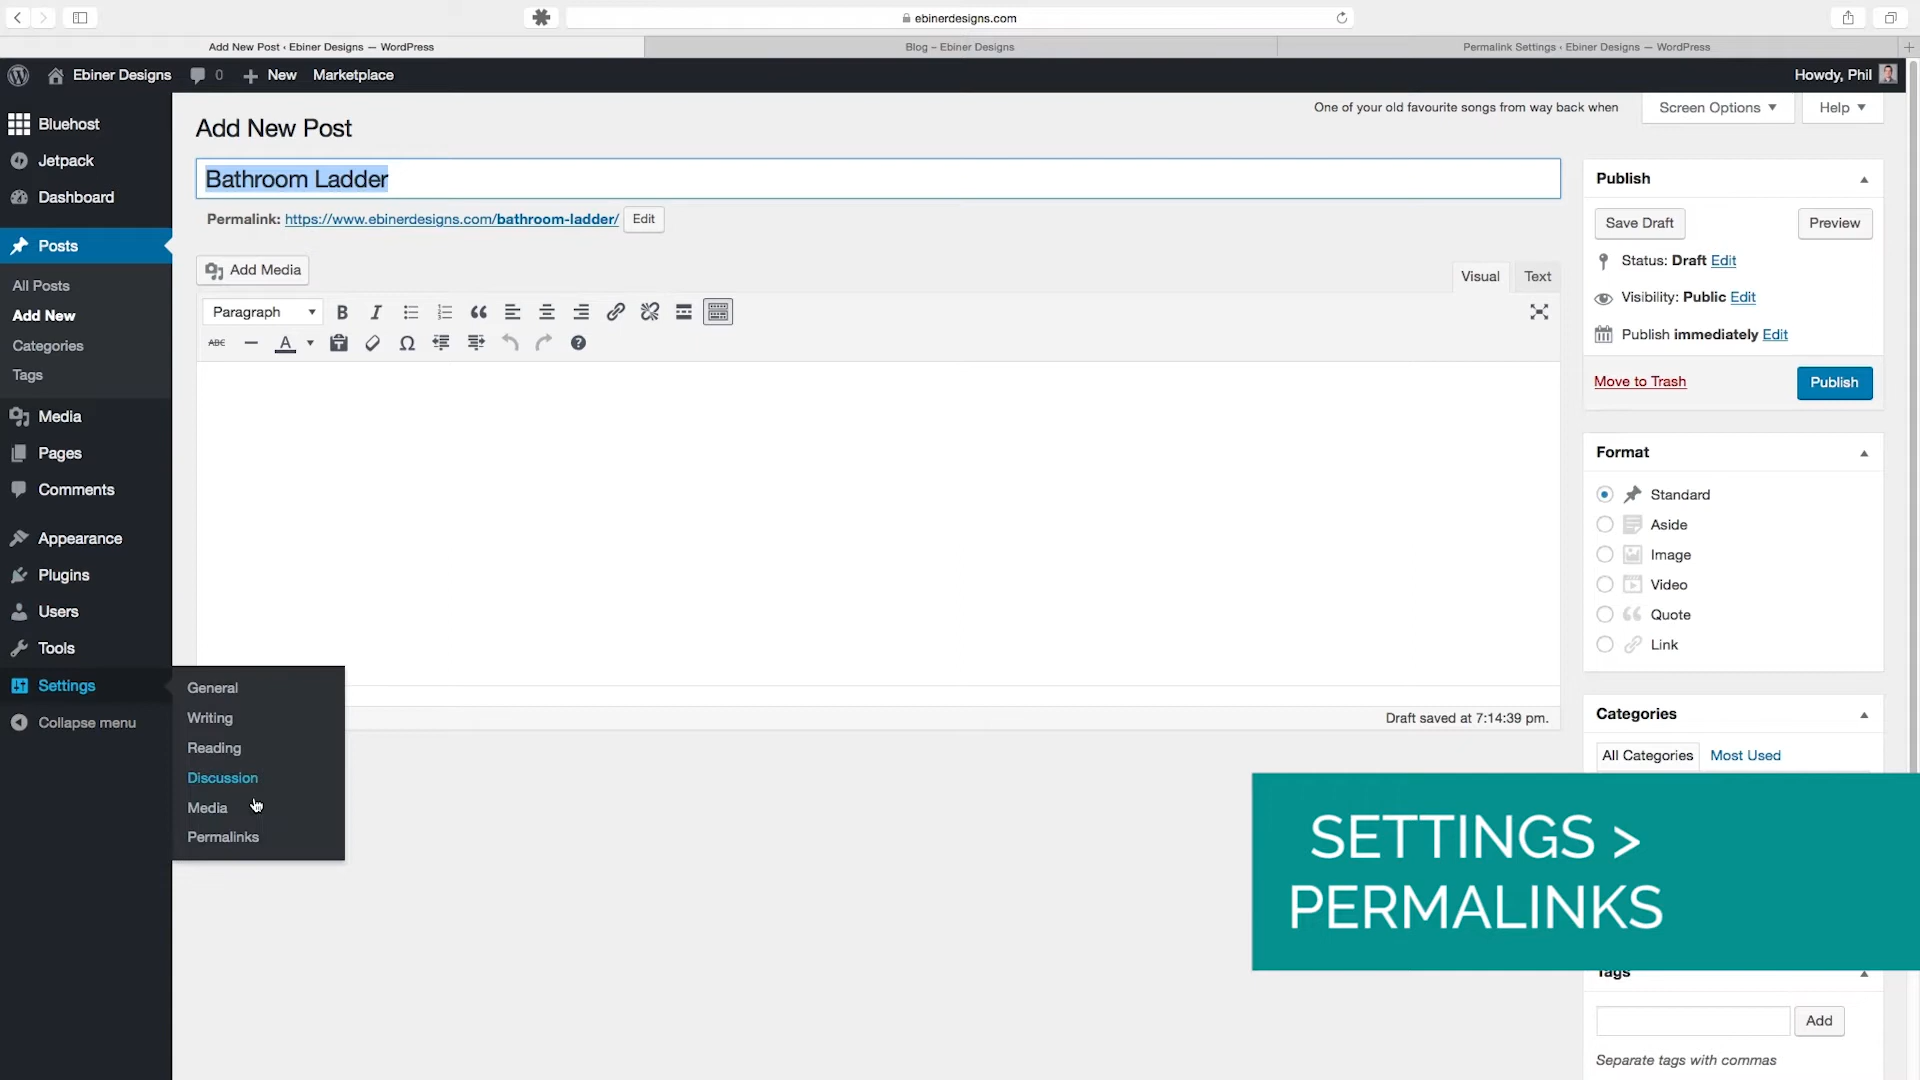 ebinerdesigns.com
Add New Post ‹ Ebiner Designs — WordPress
Blog – Ebiner Designs
Permalink Settings ‹ Ebiner Designs — WordPress
Ebiner Designs
0
New
Marketplace
Howdy, Phil
Bluehost
Jetpack
Dashboard
Posts
All Posts
Add New
Categories
Tags
Media
Pages
Comments
Appearance
Plugins
Users
Tools
Settings
Collapse menu
General
Writing
Reading
Discussion
Media
Permalinks
One of your old favourite songs from way back when
Screen Options
Help
Add New Post
Bathroom Ladder
Permalink: https://www.ebinerdesigns.com/bathroom-ladder/ Edit
Add Media
Visual
Text
Paragraph
B
I
ABC
A
Draft saved at 7:14:39 pm.
Publish
Save Draft
Preview
Status: Draft Edit
Visibility: Public Edit
Publish immediately Edit
Move to Trash
Publish
Format
Standard
Aside
Image
Video
Quote
Link
Categories
All Categories
Most Used
SETTINGS >
PERMALINKS
Tags
Add
Separate tags with commas